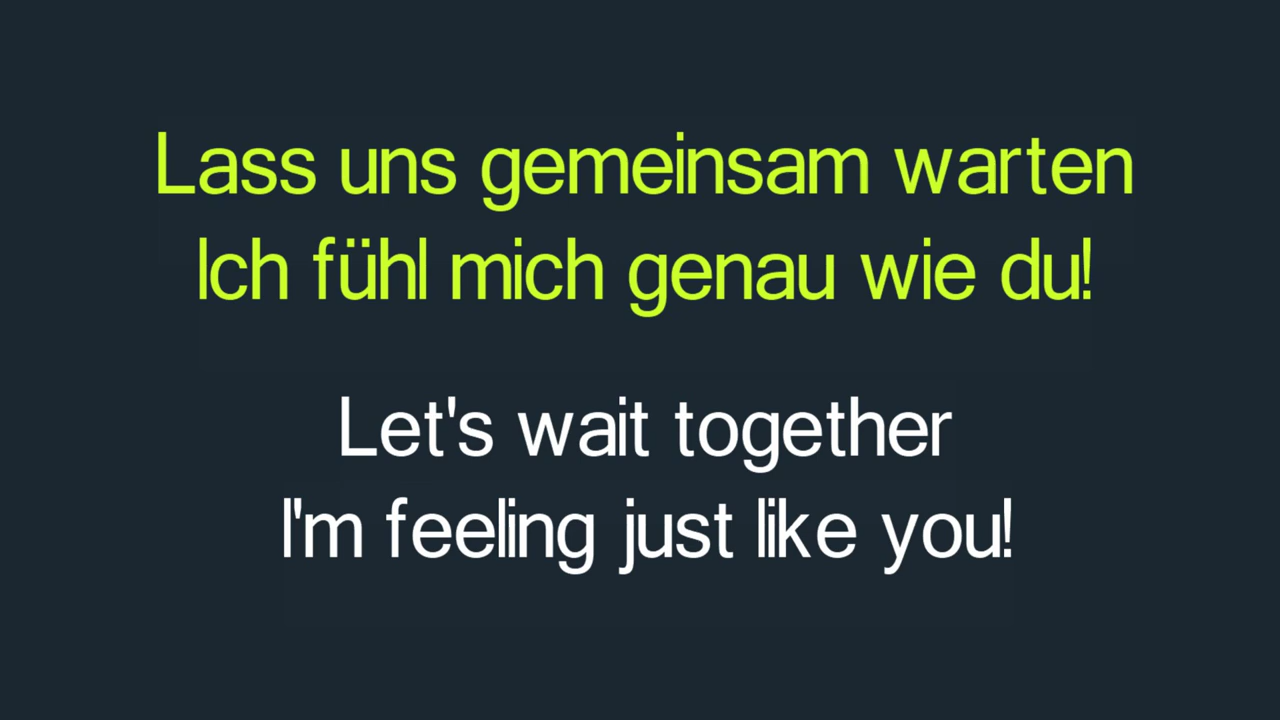 Lass uns gemeinsam warten
Ich fühl mich genau wie du!
Let's wait together
I'm feeling just like you!